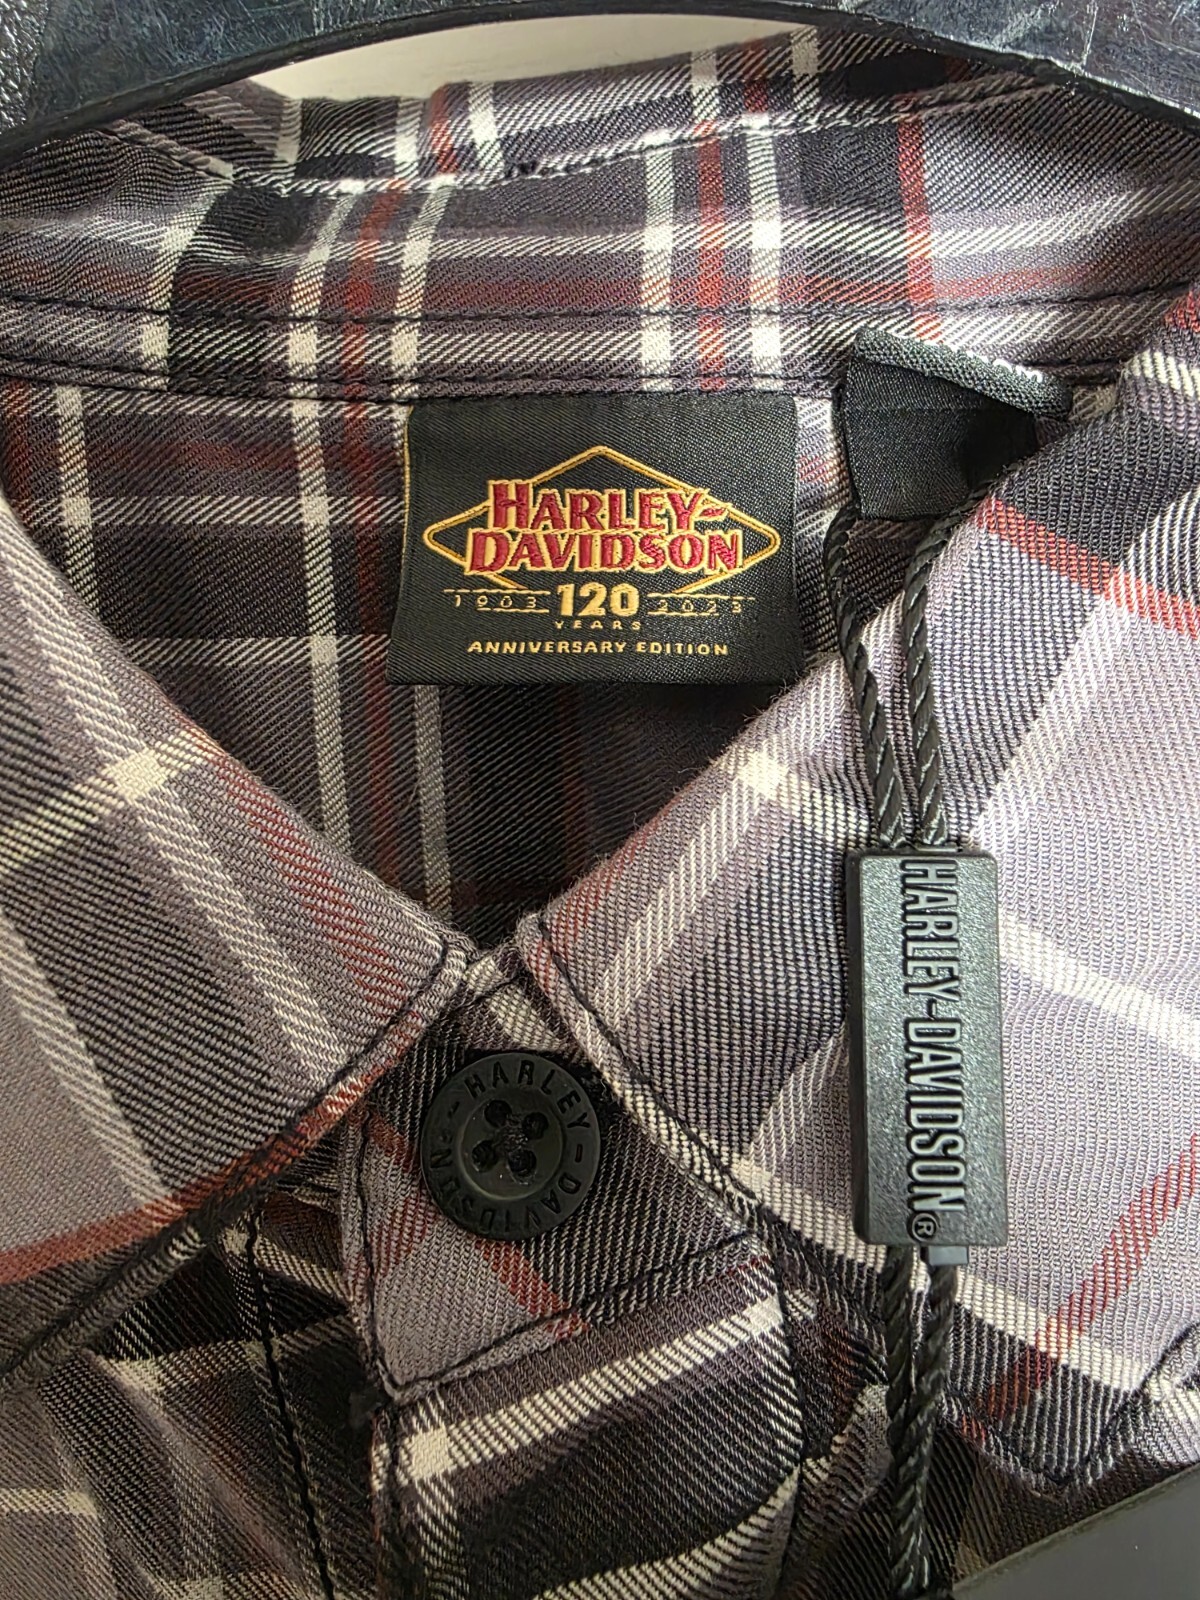 HARLEY-
DAVIDSON
1903 120 2023
YEARS
ANNIVERSARY EDITION
HARLEY-DAVIDSON®
HARLEY-DAVIDSON-